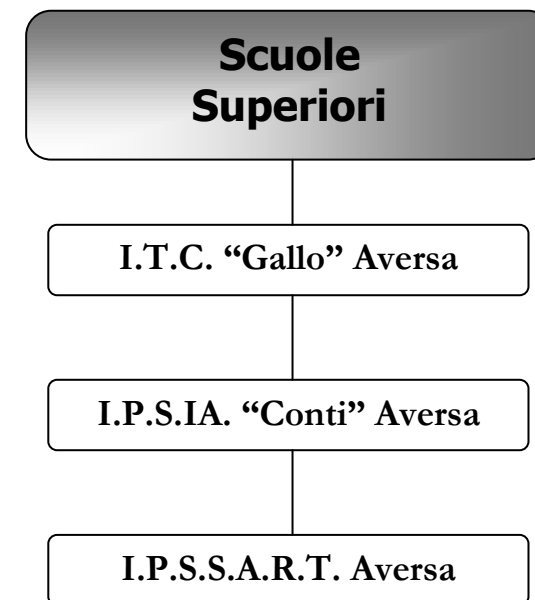 Scuole
Superiori
I.T.C. “Gallo” Aversa
I.P.S.IA. “Conti” Aversa
I.P.S.S.A.R.T. Aversa